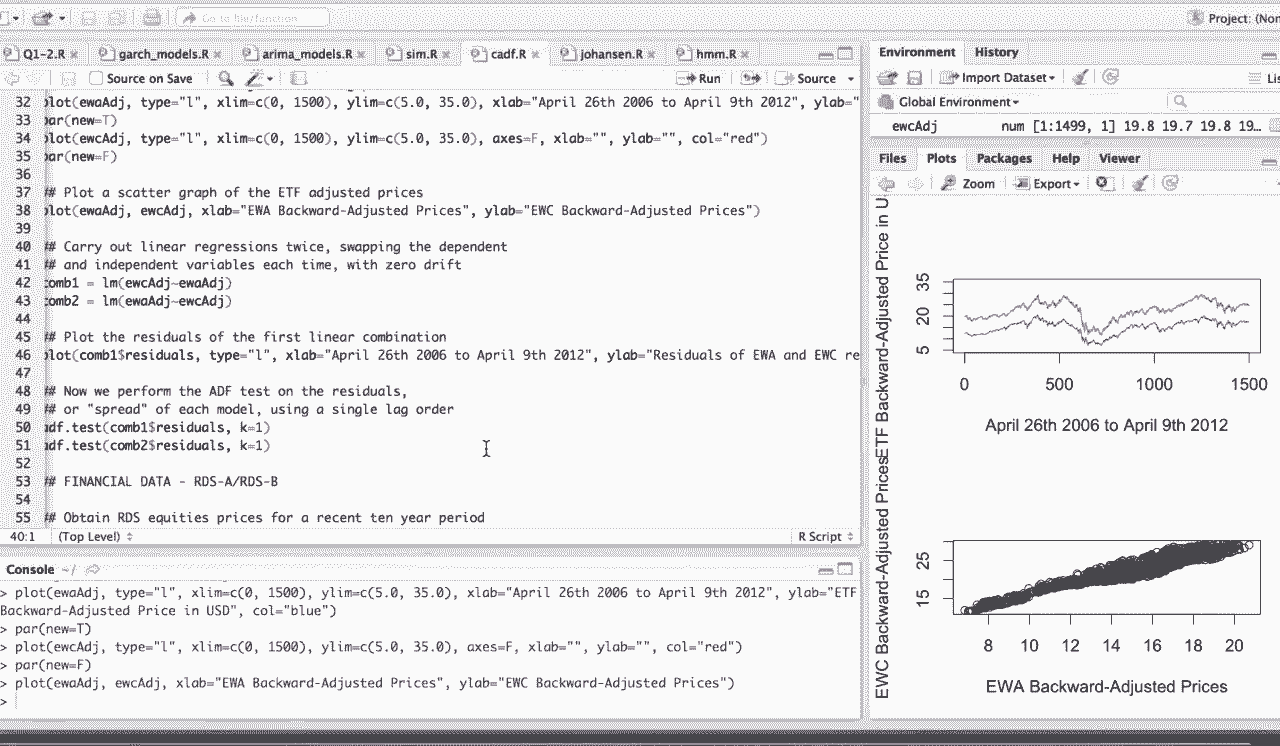 Go to file/function
Project: (Non
Q1-2.R
garch_models.R
arima_models.R
sim.R
cadf.R
johansen.R
hmm.R
Source on Save
Run
Source
32 plot(ewaAdj, type="l", xlim=c(0, 1500), ylim=c(5.0, 35.0), xlab="April 26th 2006 to April 9th 2012", ylab="
33 par(new=T)
34 plot(ewcAdj, type="l", xlim=c(0, 1500), ylim=c(5.0, 35.0), axes=F, xlab="", ylab="", col="red")
35 par(new=F)
36
37 ## Plot a scatter graph of the ETF adjusted prices
38 plot(ewaAdj, ewcAdj, xlab="EWA Backward-Adjusted Prices", ylab="EWC Backward-Adjusted Prices")
39
40 ## Carry out linear regressions twice, swapping the dependent
41 ## and independent variables each time, with zero drift
42 comb1 = lm(ewcAdj~ewaAdj)
43 comb2 = lm(ewaAdj~ewcAdj)
44
45 ## Plot the residuals of the first linear combination
46 plot(comb1$residuals, type="l", xlab="April 26th 2006 to April 9th 2012", ylab="Residuals of EWA and EWC re
47
48 ## Now we perform the ADF test on the residuals,
49 ## or "spread" of each model, using a single lag order
50 adf.test(comb1$residuals, k=1)
51 adf.test(comb2$residuals, k=1)
52
53 ## FINANCIAL DATA - RDS-A/RDS-B
54
55 ## Obtain RDS equities prices for a recent ten year period
40:1 (Top Level)
R Script
Console ~/
> plot(ewaAdj, type="l", xlim=c(0, 1500), ylim=c(5.0, 35.0), xlab="April 26th 2006 to April 9th 2012", ylab="ETF
Backward-Adjusted Price in USD", col="blue")
> par(new=T)
> plot(ewcAdj, type="l", xlim=c(0, 1500), ylim=c(5.0, 35.0), axes=F, xlab="", ylab="", col="red")
> par(new=F)
> plot(ewaAdj, ewcAdj, xlab="EWA Backward-Adjusted Prices", ylab="EWC Backward-Adjusted Prices")
>
Environment History
Import Dataset
Lis
Global Environment
ewcAdj num [1:1499, 1] 19.8 19.7 19.8 19…
Files Plots Packages Help Viewer
Zoom Export
ETF Backward-Adjusted Price in U
35
20
5
0 500 1000 1500
April 26th 2006 to April 9th 2012
EWC Backward-Adjusted Prices
25
15
8 10 12 14 16 18 20
EWA Backward-Adjusted Prices